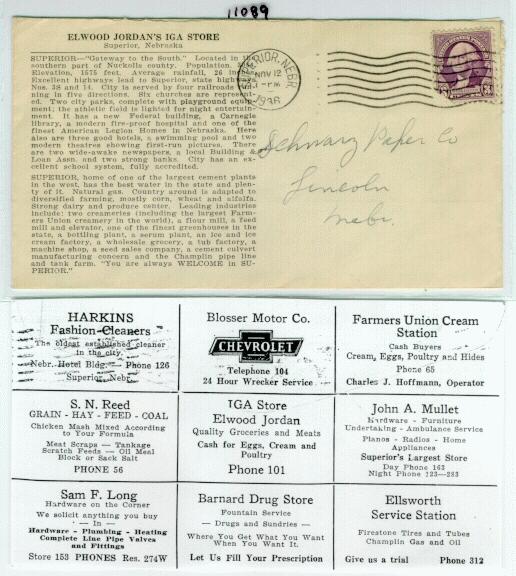 11089
ELWOOD JORDAN'S IGA STORE
Superior, Nebraska
SUPERIOR—"Gateway to the South." Located in the
southern part of Nuckolls county. Population,
Elevation, 1575 feet. Average rainfall, 26 inches.
Excellent highways lead to Superior, state highways
Nos. 38 and 14. City is served by four railroads run-
ning in five directions. Six churches are represent-
ed. Two city parks, complete with playground equip-
ment; the athletic field is lighted for night entertain-
ment. It has a new Federal building, a Carnegie
library, a modern fire-proof hospital and one of the
finest American Legion Homes in Nebraska. Here
also are three good hotels, a swimming pool and two
modern theatres showing first-run pictures. There
are two wide-awake newspapers, a local Building &
Loan Assn. and two strong banks. City has an ex-
cellent school system, fully accredited.
SUPERIOR, home of one of the largest cement plants
in the west, has the best water in the state and plen-
ty of it. Natural gas. Country around is adapted to
diversified farming, mostly corn, wheat and alfalfa.
Strong dairy and produce center. Leading industries
include: two creameries (including the largest Farm-
ers Union creamery in the world), a flour mill, a feed
mill and elevator, one of the finest greenhouses in the
state, a bottling plant, a serum plant, an ice and ice
cream factory, a wholesale grocery, a tub factory, a
machine shop, a seed sales company, a cement culvert
manufacturing concern and the Champlin pipe line
and tank farm. "You are always WELCOME in SU-
PERIOR."
SUPERIOR, NEBR.
NOV 12
PM
1936
3 3
Schwarz Paper Co
Lincoln
Nebr.
HARKINS
Fashion-Cleaners
The oldest established cleaner
in the city.
Nebr. Hotel Bldg. Phone 126
Superior, Nebr.
Blosser Motor Co.
CHEVROLET
Telephone 104
24 Hour Wrecker Service
Farmers Union Cream
Station
Cash Buyers
Cream, Eggs, Poultry and Hides
Phone 65
Charles J. Hoffmann, Operator
S. N. Reed
GRAIN - HAY - FEED - COAL
Chicken Mash Mixed According
to Your Formula
Meat Scraps — Tankage
Scratch Feeds — Oil Meal
Block or Sack Salt
PHONE 56
IGA Store
Elwood Jordan
Quality Groceries and Meats
Cash for Eggs, Cream and
Poultry
Phone 101
John A. Mullet
Hardware - Furniture
Undertaking - Ambulance Service
Pianos - Radios - Home
Appliances
Superior's Largest Store
Day Phone 163
Night Phone 123—283
Sam F. Long
Hardware on the Corner
We solicit anything you buy
— In —
Hardware - Plumbing - Heating
Complete Line Pipe Valves
and Fittings
Store 153 PHONES Res. 274W
Barnard Drug Store
Fountain Service
— Drugs and Sundries —
Where You Get What You Want
When You Want It.
Let Us Fill Your Prescription
Ellsworth
Service Station
Firestone Tires and Tubes
Champlin Gas and Oil
Give us a trial Phone 312